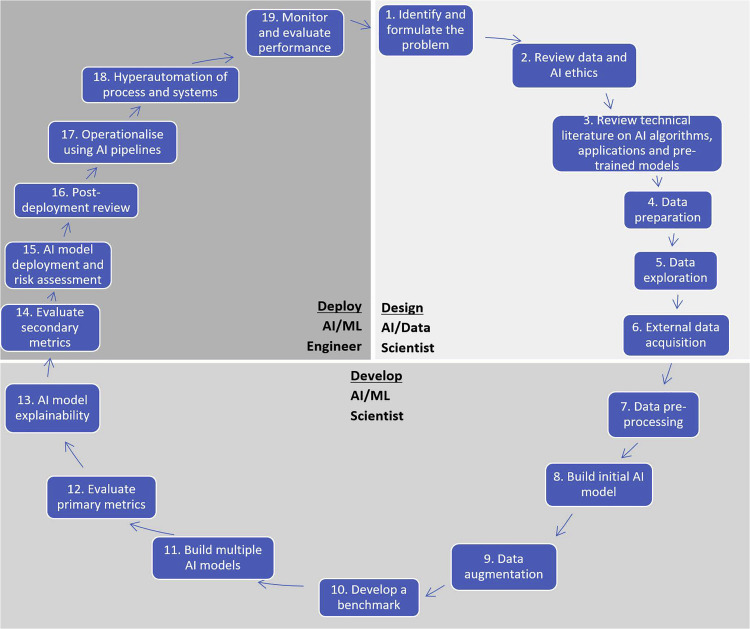 1. Identify and
formulate the
problem
2. Review data and
AI ethics
3. Review technical
literature on AI algorithms,
applications and pre-
trained models
4. Data
preparation
5. Data
exploration
6. External data
acquisition
Design
AI/Data
Scientist
7. Data pre-
processing
8. Build initial AI
model
9. Data
augmentation
10. Develop a
benchmark
11. Build multiple
AI models
12. Evaluate
primary metrics
13. AI model
explainability
Develop
AI/ML
Scientist
14. Evaluate
secondary
metrics
15. AI model
deployment and
risk assessment
16. Post-
deployment review
17. Operationalise
using AI pipelines
18. Hyperautomation of
process and systems
19. Monitor
and evaluate
performance
Deploy
AI/ML
Engineer